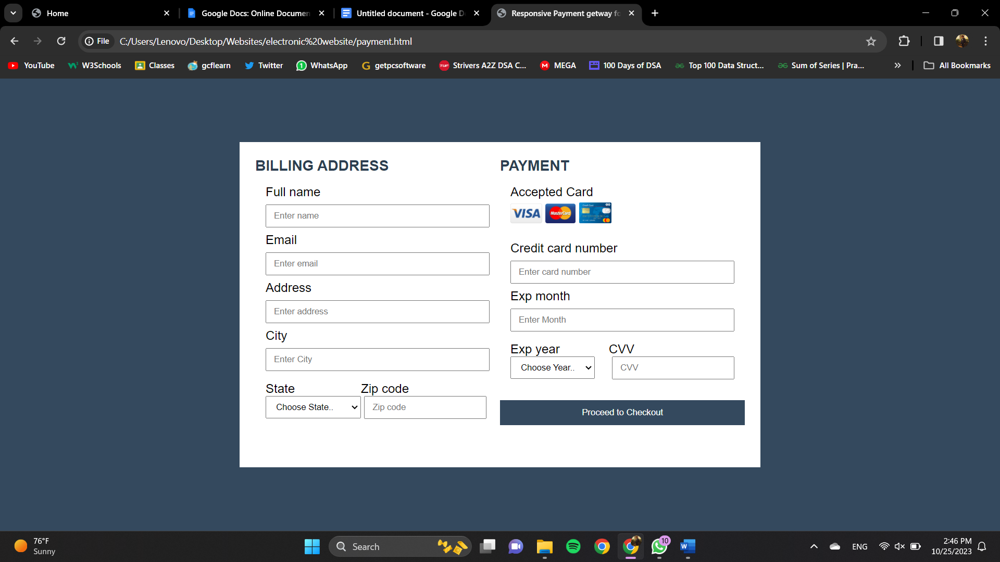 Home
Google Docs: Online Documen
Untitled document - Google D
Responsive Payment getway fo
File
C:/Users/Lenovo/Desktop/Websites/electronic%20website/payment.html
YouTube
W3Schools
Classes
gcflearn
Twitter
WhatsApp
getpcsoftware
Strivers A2Z DSA C...
MEGA
100 Days of DSA
Top 100 Data Struct...
Sum of Series | Pra...
All Bookmarks
BILLING ADDRESS
Full name
Enter name
Email
Enter email
Address
Enter address
City
Enter City
State Zip code
Choose State.. Zip code
PAYMENT
Accepted Card
VISA MasterCard
Credit card number
Enter card number
Exp month
Enter Month
Exp year CVV
Choose Year.. CVV
Proceed to Checkout
76°F
Sunny
Search
10
ENG
2:46 PM
10/25/2023